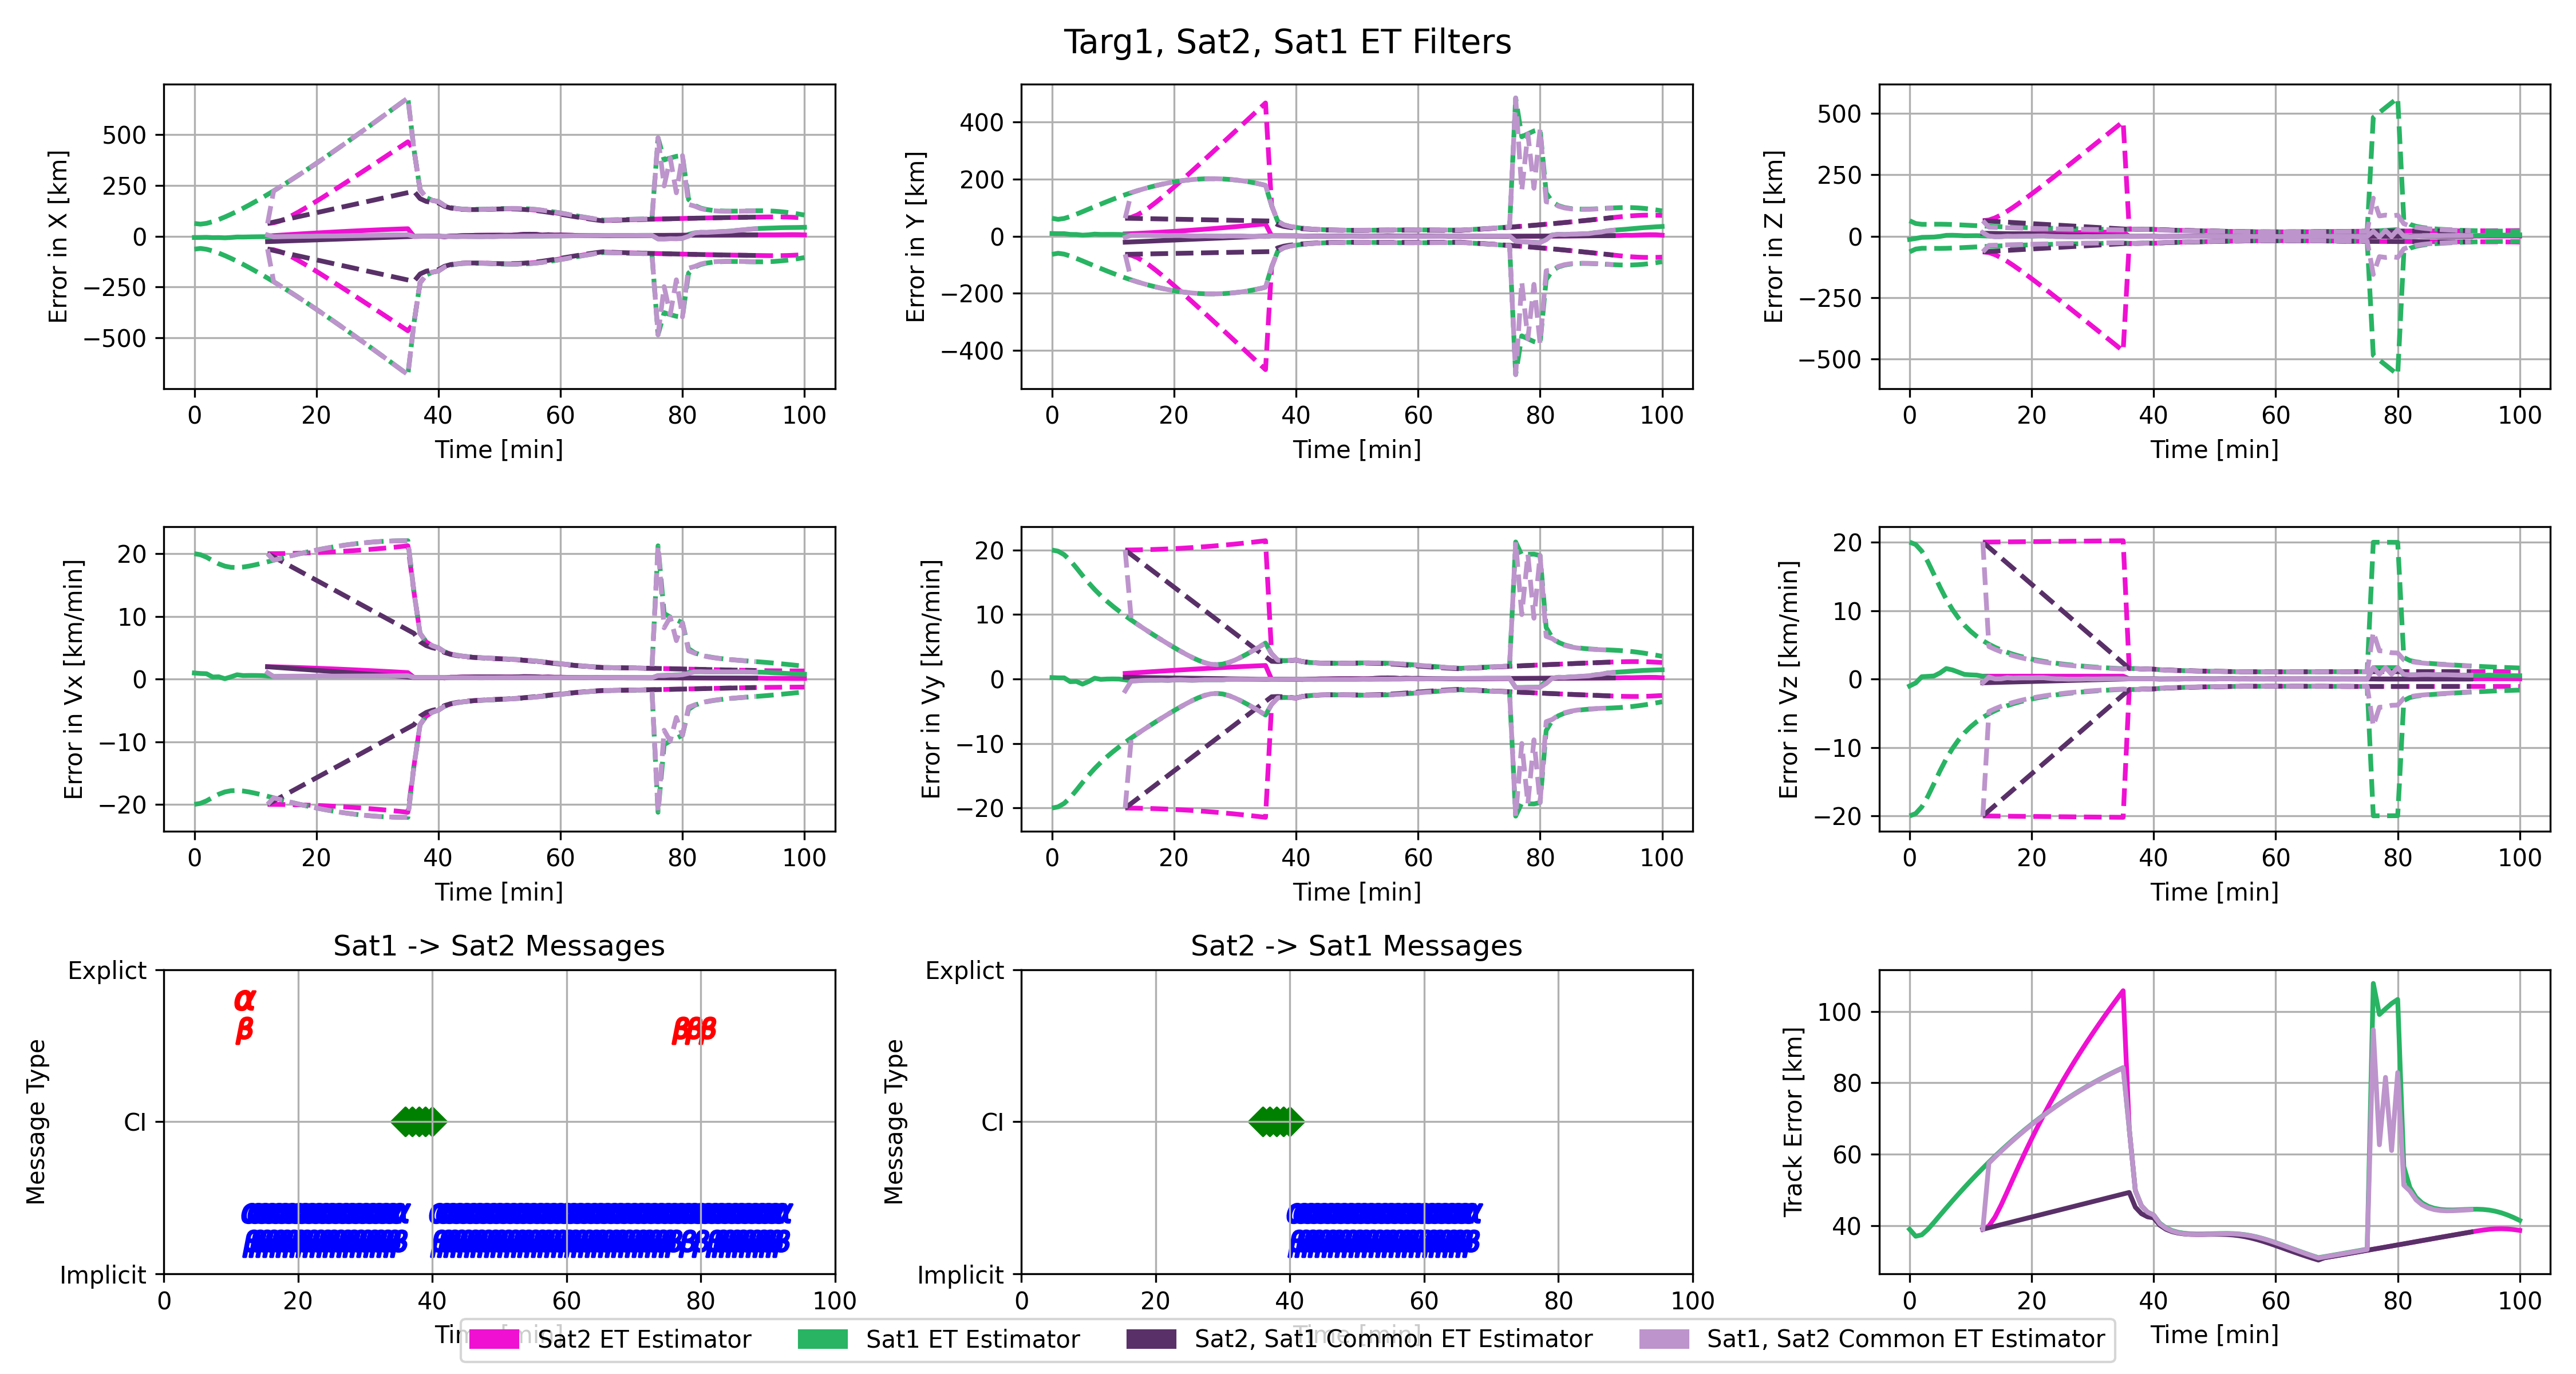 Targ1, Sat2, Sat1 ET Filters
Error in X [km]
500
250
0
−250
−500
0 20 40 60 80 100
Time [min]
Error in Y [km]
400
200
0
−200
−400
0 20 40 60 80 100
Time [min]
Error in Z [km]
500
250
0
−250
−500
0 20 40 60 80 100
Time [min]
Error in Vx [km/min]
20
10
0
−10
−20
0 20 40 60 80 100
Time [min]
Error in Vy [km/min]
20
10
0
−10
−20
0 20 40 60 80 100
Time [min]
Error in Vz [km/min]
20
10
0
−10
−20
0 20 40 60 80 100
Time [min]
Sat1 -> Sat2 Messages
Message Type
Explict
α
β
βββ
CI
Implicit
0 20 40 60 80 100
Time [min]
Sat2 -> Sat1 Messages
Message Type
Explict
CI
Implicit
0 20 40 60 80 100
Time [min]
Track Error [km]
100
80
60
40
0 20 40 60 80 100
Time [min]
Sat2 ET Estimator
Sat1 ET Estimator
Sat2, Sat1 Common ET Estimator
Sat1, Sat2 Common ET Estimator